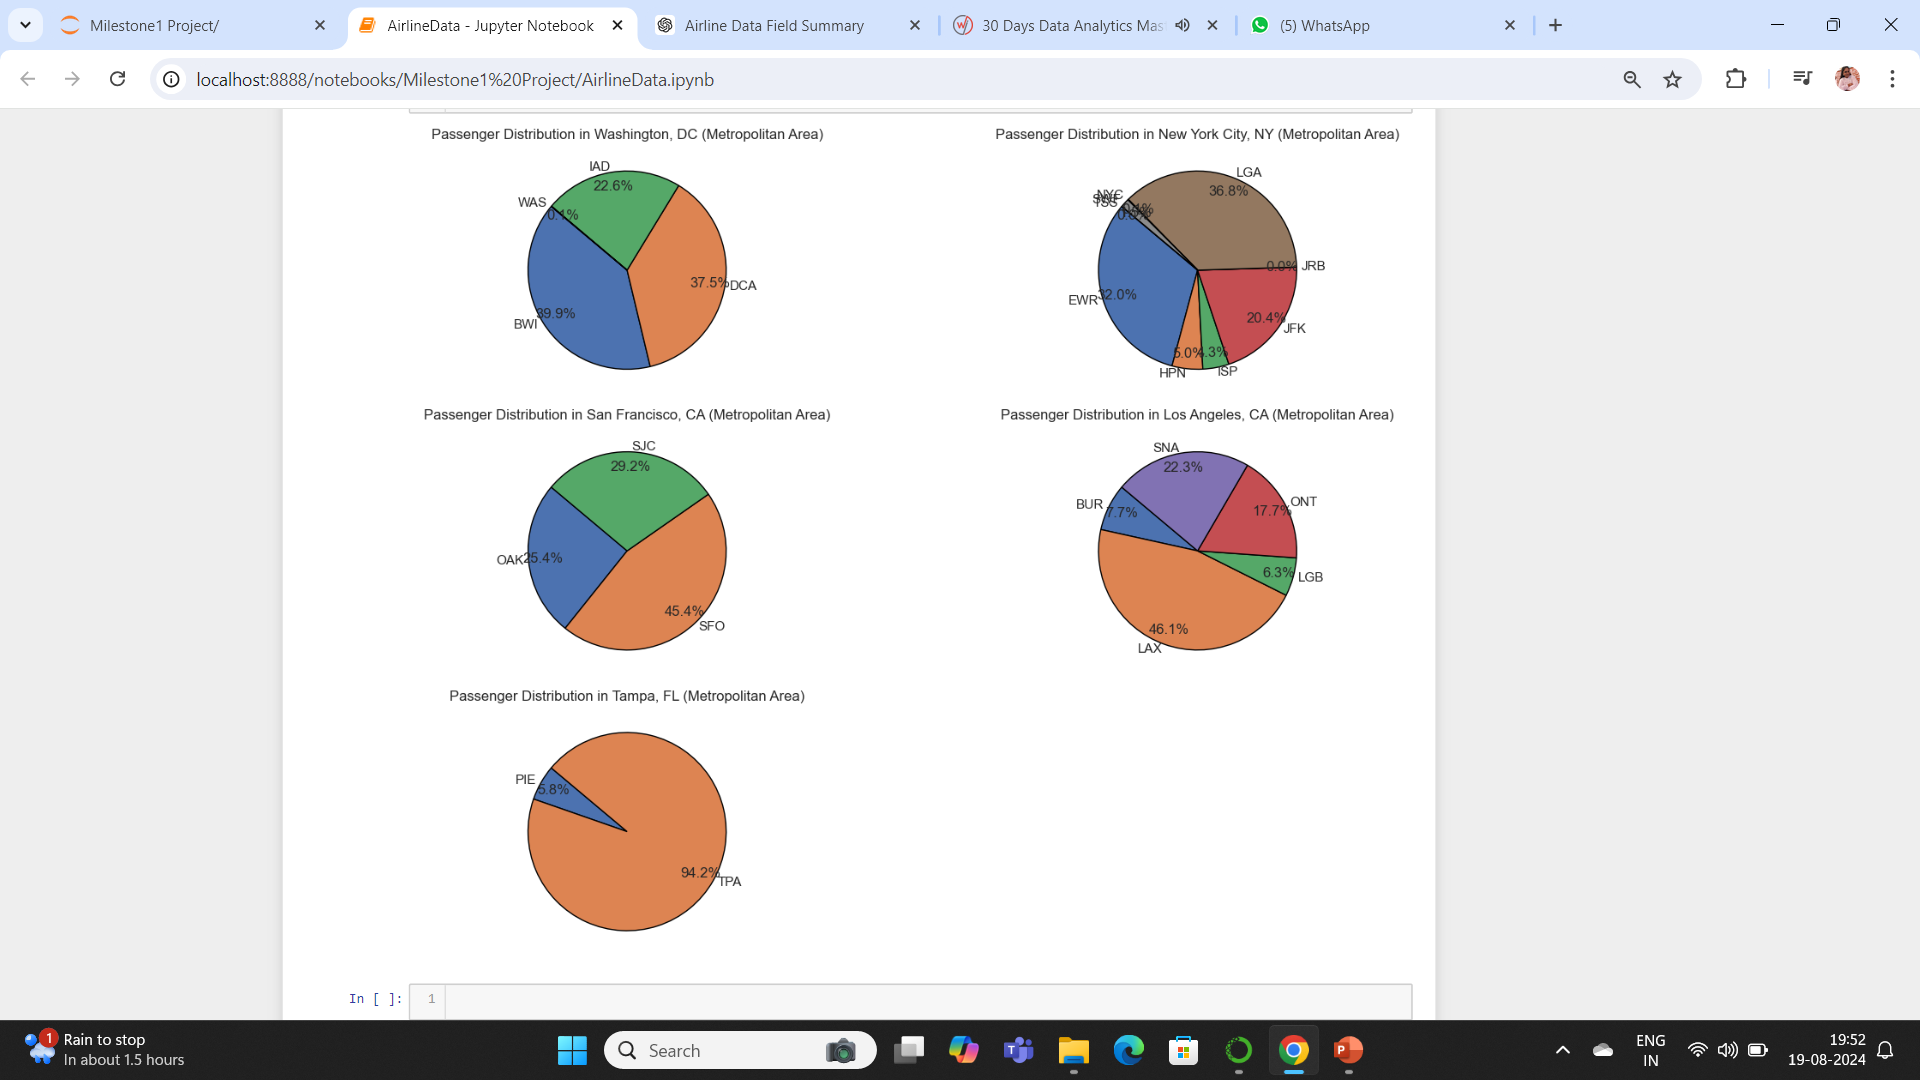 Milestone1 Project/
AirlineData - Jupyter Notebook
Airline Data Field Summary
30 Days Data Analytics Mas
(5) WhatsApp
localhost:8888/notebooks/Milestone1%20Project/AirlineData.ipynb
Passenger Distribution in Washington, DC (Metropolitan Area)
IAD
22.6%
WAS
0.1%
37.5%
DCA
39.9%
BWI
Passenger Distribution in New York City, NY (Metropolitan Area)
LGA
36.8%
NYC
TSS
0.0%
JRB
EWR
32.0%
20.4%
JFK
5.0%
HPN
ISP
Passenger Distribution in San Francisco, CA (Metropolitan Area)
SJC
29.2%
OAK
25.4%
45.4%
SFO
Passenger Distribution in Los Angeles, CA (Metropolitan Area)
SNA
22.3%
BUR
7.7%
ONT
17.7%
6.3%
LGB
46.1%
LAX
Passenger Distribution in Tampa, FL (Metropolitan Area)
PIE
5.8%
94.2%
TPA
In [ ]:
1
1
Rain to stop
In about 1.5 hours
Search
ENG
IN
19:52
19-08-2024